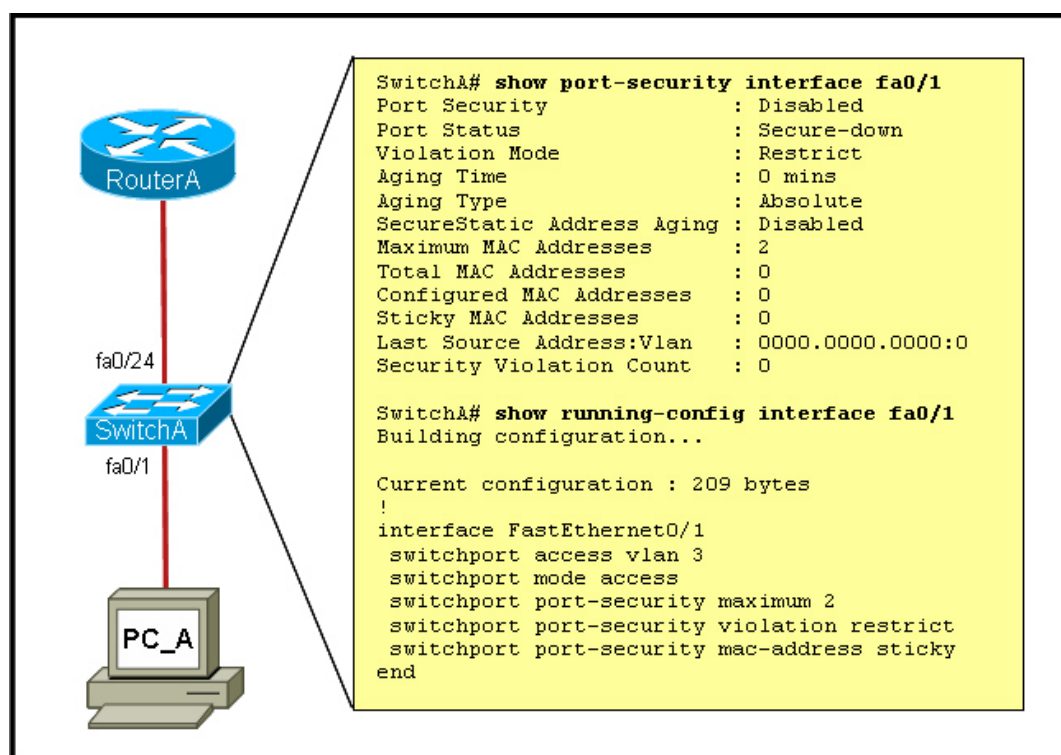 SwitchA# show port-security interface fa0/1
Port Security : Disabled
Port Status : Secure-down
Violation Mode : Restrict
Aging Time : 0 mins
Aging Type : Absolute
SecureStatic Address Aging : Disabled
Maximum MAC Addresses : 2
Total MAC Addresses : 0
Configured MAC Addresses : 0
Sticky MAC Addresses : 0
Last Source Address:Vlan : 0000.0000.0000:0
Security Violation Count : 0
SwitchA# show running-config interface fa0/1
Building configuration...
Current configuration : 209 bytes
!
interface FastEthernet0/1
switchport access vlan 3
switchport mode access
switchport port-security maximum 2
switchport port-security violation restrict
switchport port-security mac-address sticky
end
RouterA
fa0/24
SwitchA
fa0/1
PC_A